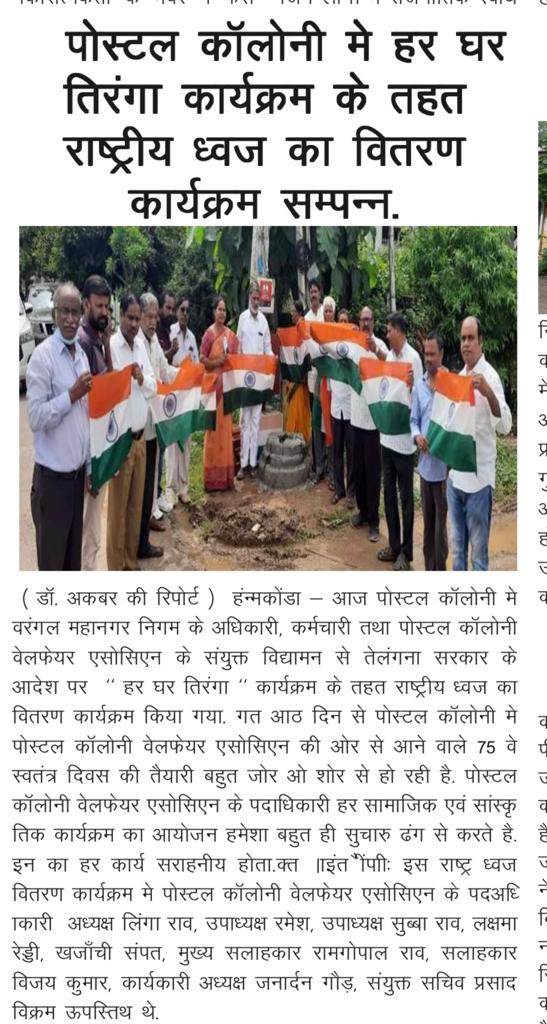 पोस्टल कॉलोनी मे हर घर
तिरंगा कार्यक्रम के तहत
राष्ट्रीय ध्वज का वितरण
कार्यक्रम सम्पन्न.
( डॉ. अकबर की रिपोर्ट ) हंन्मकोंडा – आज पोस्टल कॉलोनी मे
वरंगल महानगर निगम के अधिकारी, कर्मचारी तथा पोस्टल कॉलोनी
वेलफेयर एसोसिएन के संयुक्त विद्यामन से तेलंगना सरकार के
आदेश पर “ हर घर तिरंगा “ कार्यक्रम के तहत राष्ट्रीय ध्वज का
वितरण कार्यक्रम किया गया. गत आठ दिन से पोस्टल कॉलोनी मे
पोस्टल कॉलोनी वेलफेयर एसोसिएन की ओर से आने वाले 75 वे
स्वतंत्र दिवस की तैयारी बहुत जोर ओ शोर से हो रही है. पोस्टल
कॉलोनी वेलफेयर एसोसिएन के पदाधिकारी हर सामाजिक एवं सांस्कृ
तिक कार्यक्रम का आयोजन हमेशा बहुत ही सुचारु ढंग से करते है.
इन का हर कार्य सराहनीय होता.क्त इस राष्ट्र ध्वज
वितरण कार्यक्रम मे पोस्टल कॉलोनी वेलफेयर एसोसिएन के पदअधि
ाकारी अध्यक्ष लिंगा राव, उपाध्यक्ष रमेश, उपाध्यक्ष सुब्बा राव, लक्षमा
रेड्डी, खजाँची संपत, मुख्य सलाहकार रामगोपाल राव, सलाहकार
विजय कुमार, कार्यकारी अध्यक्ष जनार्दन गौड़, संयुक्त सचिव प्रसाद
विक्रम ऊपस्तिथ थे.